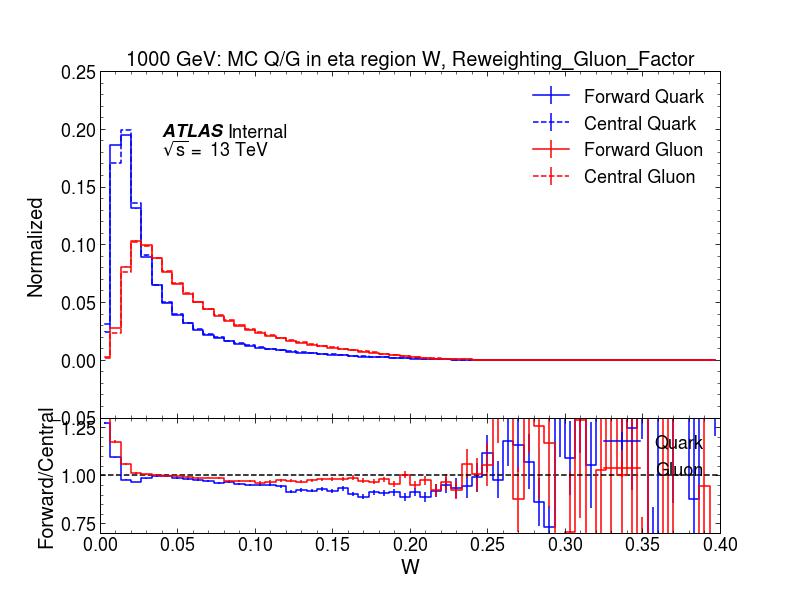 1000 GeV: MC Q/G in eta region W, Reweighting_Gluon_Factor
0.25
0.20
0.15
0.10
0.05
0.00
0.05
Normalized
ATLAS Internal
√s = 13 TeV
Forward Quark
Central Quark
Forward Gluon
Central Gluon
1.25
1.00
0.75
Forward/Central
Quark
Gluon
0.00 0.05 0.10 0.15 0.20 0.25 0.30 0.35 0.40
W